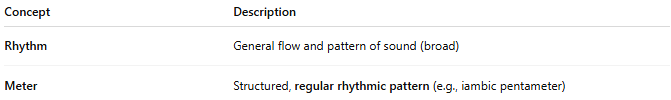 Concept Description
Rhythm General flow and pattern of sound (broad)
Meter Structured, regular rhythmic pattern (e.g., iambic pentameter)